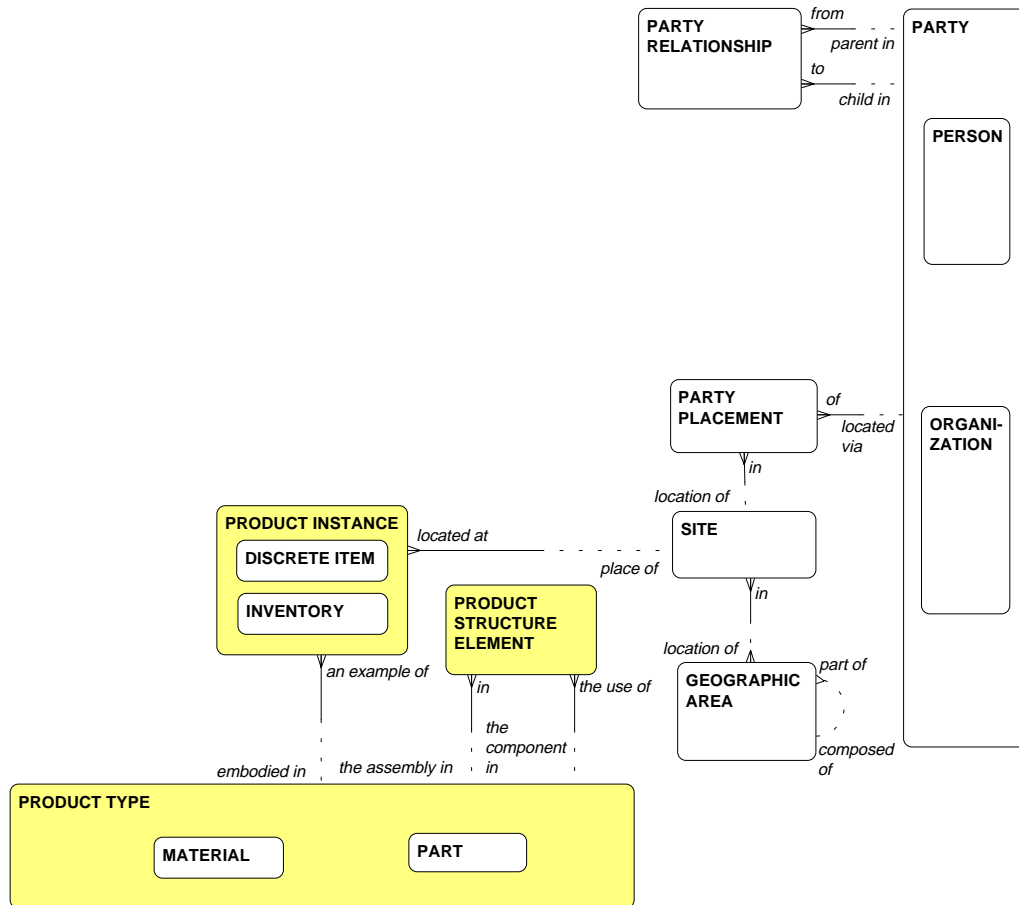 PARTY
RELATIONSHIP
from
parent in
to
child in
PARTY
PERSON
PARTY
PLACEMENT
of
located
via
ORGANI-
ZATION
in
location of
PRODUCT INSTANCE
DISCRETE ITEM
INVENTORY
located at
place of
SITE
in
PRODUCT
STRUCTURE
ELEMENT
location of
part of
GEOGRAPHIC
AREA
composed
of
an example of
in
the use of
the
component
in
embodied in
the assembly in
PRODUCT TYPE
MATERIAL
PART